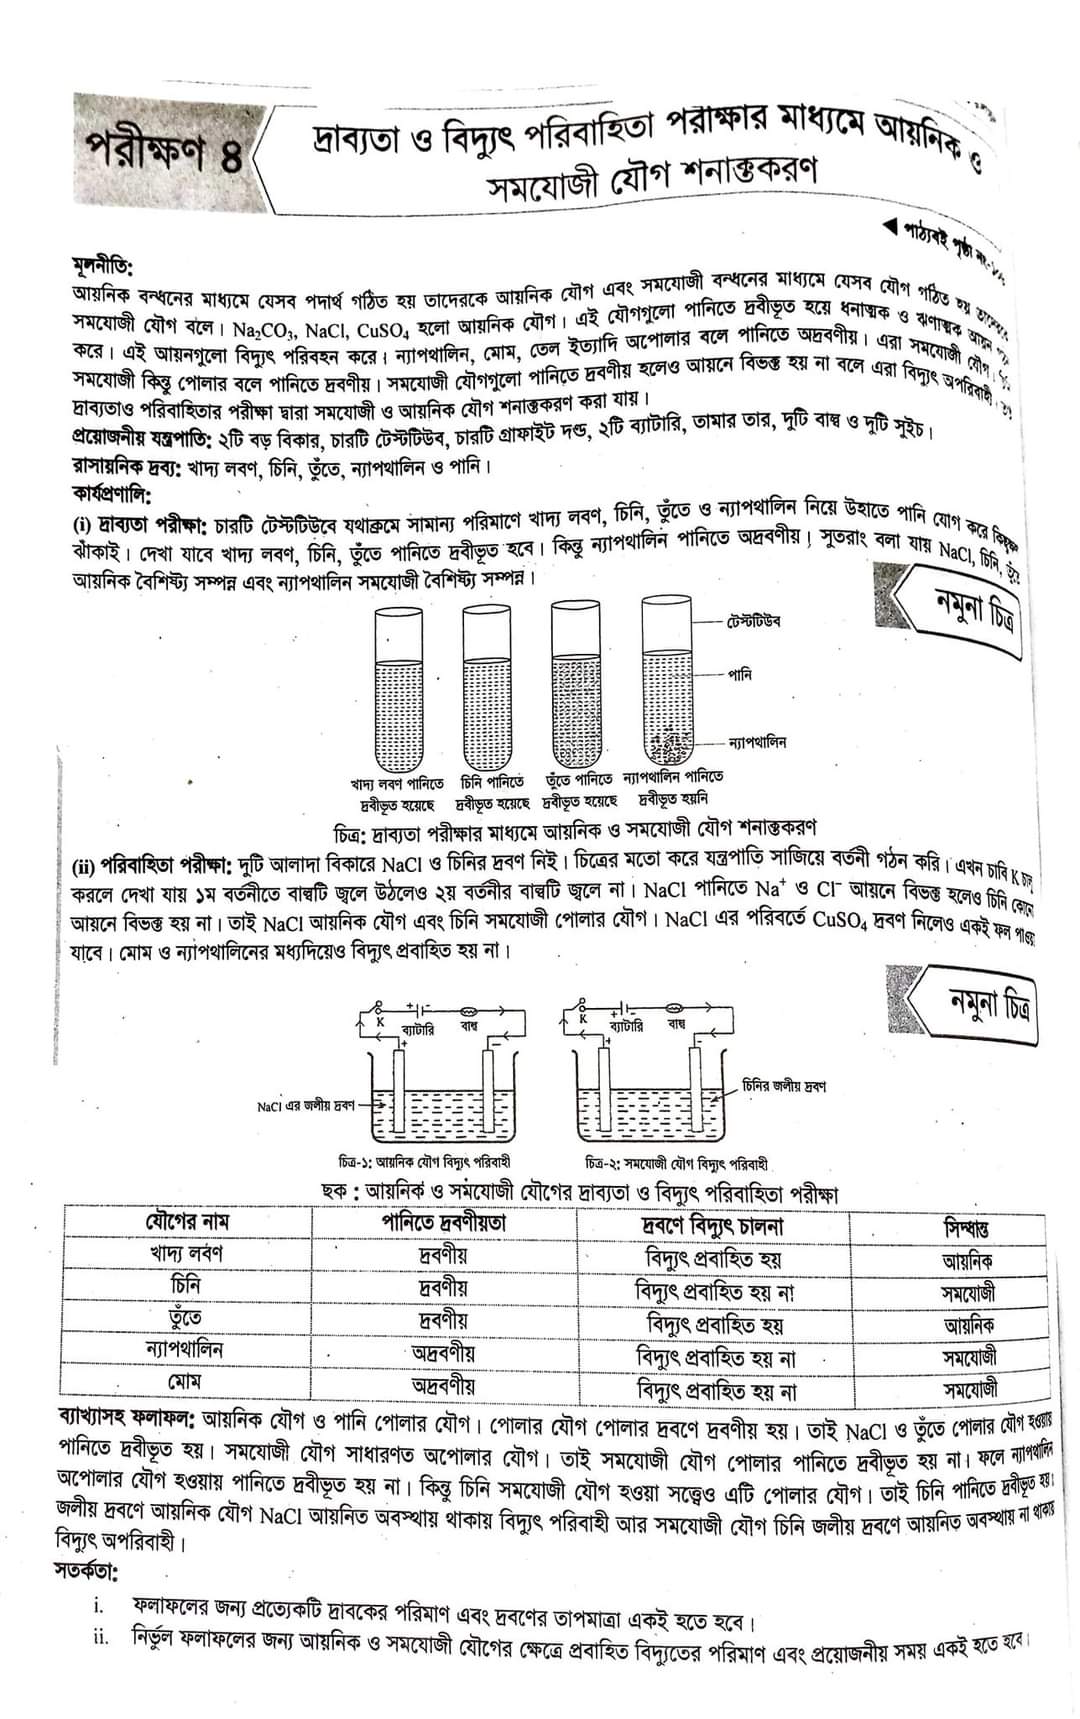 পরীক্ষণ ৪
দ্রাব্যতা ও বিদ্যুৎ পরিবাহিতা পরীক্ষার মাধ্যমে আয়নিক ও
সমযোজী যৌগ শনাক্তকরণ
◀ পাঠ্যবই পৃষ্ঠা নং-
মূলনীতি:
আয়নিক বন্ধনের মাধ্যমে যেসব পদার্থ গঠিত হয় তাদেরকে আয়নিক যৌগ এবং সমযোজী বন্ধনের মাধ্যমে যেসব যৌগ গঠিত হয় তাদেরকে
সমযোজী যৌগ বলে। Na₂CO₃, NaCl, CuSO₄ হলো আয়নিক যৌগ। এই যৌগগুলো পানিতে দ্রবীভূত হয়ে ধনাত্মক ও ঋণাত্মক আয়ন
করে। এই আয়নগুলো বিদ্যুৎ পরিবহন করে। ন্যাপথালিন, মোম, তেল ইত্যাদি অপোলার বলে পানিতে অদ্রবণীয়। এরা সমযোজী যৌগ।
সমযোজী কিন্তু পোলার বলে পানিতে দ্রবণীয়। সমযোজী যৌগগুলো পানিতে দ্রবণীয় হলেও আয়নে বিভক্ত হয় না বলে এরা বিদ্যুৎ অপরিবাহী।
দ্রাব্যতাও পরিবাহিতার পরীক্ষা দ্বারা সমযোজী ও আয়নিক যৌগ শনাক্তকরণ করা যায়।
প্রয়োজনীয় যন্ত্রপাতি: ২টি বড় বিকার, চারটি টেস্টটিউব, চারটি গ্রাফাইট দণ্ড, ২টি ব্যাটারি, তামার তার, দুটি বাল্ব ও দুটি সুইচ।
রাসায়নিক দ্রব্য: খাদ্য লবণ, চিনি, তুঁতে, ন্যাপথালিন ও পানি।
কার্যপ্রণালি:
(i) দ্রাব্যতা পরীক্ষা: চারটি টেস্টটিউবে যথাক্রমে সামান্য পরিমাণে খাদ্য লবণ, চিনি, তুঁতে ও ন্যাপথালিন নিয়ে উহাতে পানি যোগ করে কিছুক্ষণ
ঝাঁকাই। দেখা যাবে খাদ্য লবণ, চিনি, তুঁতে পানিতে দ্রবীভূত হবে। কিন্তু ন্যাপথালিন পানিতে অদ্রবণীয়। সুতরাং বলা যায় NaCl, চিনি, তুঁতে
আয়নিক বৈশিষ্ট্য সম্পন্ন এবং ন্যাপথালিন সমযোজী বৈশিষ্ট্য সম্পন্ন।
নমুনা চিত্র
টেস্টটিউব
পানি
ন্যাপথালিন
খাদ্য লবণ পানিতে চিনি পানিতে তুঁতে পানিতে ন্যাপথালিন পানিতে
দ্রবীভূত হয়েছে দ্রবীভূত হয়েছে দ্রবীভূত হয়েছে দ্রবীভূত হয়নি
চিত্র: দ্রাব্যতা পরীক্ষার মাধ্যমে আয়নিক ও সমযোজী যৌগ শনাক্তকরণ
(ii) পরিবাহিতা পরীক্ষা: দুটি আলাদা বিকারে NaCl ও চিনির দ্রবণ নিই। চিত্রের মতো করে যন্ত্রপাতি সাজিয়ে বর্তনী গঠন করি। এখন চাবি K চালু
করলে দেখা যায় ১ম বর্তনীতে বাল্বটি জ্বলে উঠলেও ২য় বর্তনীর বাল্বটি জ্বলে না। NaCl পানিতে Na⁺ ও Cl⁻ আয়নে বিভক্ত হলেও চিনি কোনো
আয়নে বিভক্ত হয় না। তাই NaCl আয়নিক যৌগ এবং চিনি সমযোজী পোলার যৌগ। NaCl এর পরিবর্তে CuSO₄ দ্রবণ নিলেও একই ফল পাওয়া
যাবে। মোম ও ন্যাপথালিনের মধ্যদিয়েও বিদ্যুৎ প্রবাহিত হয় না।
নমুনা চিত্র
K ব্যাটারি বাল্ব
K ব্যাটারি বাল্ব
NaCl এর জলীয় দ্রবণ
চিনির জলীয় দ্রবণ
চিত্র-১: আয়নিক যৌগ বিদ্যুৎ পরিবাহী
চিত্র-২: সমযোজী যৌগ বিদ্যুৎ পরিবাহী
ছক : আয়নিক ও সমযোজী যৌগের দ্রাব্যতা ও বিদ্যুৎ পরিবাহিতা পরীক্ষা
যৌগের নাম পানিতে দ্রবণীয়তা দ্রবণে বিদ্যুৎ চালনা সিদ্ধান্ত
খাদ্য লবণ দ্রবণীয় বিদ্যুৎ প্রবাহিত হয় আয়নিক
চিনি দ্রবণীয় বিদ্যুৎ প্রবাহিত হয় না সমযোজী
তুঁতে দ্রবণীয় বিদ্যুৎ প্রবাহিত হয় আয়নিক
ন্যাপথালিন অদ্রবণীয় বিদ্যুৎ প্রবাহিত হয় না সমযোজী
মোম অদ্রবণীয় বিদ্যুৎ প্রবাহিত হয় না সমযোজী
ব্যাখ্যাসহ ফলাফল: আয়নিক যৌগ ও পানি পোলার যৌগ। পোলার যৌগ পোলার দ্রবণে দ্রবণীয় হয়। তাই NaCl ও তুঁতে পোলার যৌগ হওয়ায়
পানিতে দ্রবীভূত হয়। সমযোজী যৌগ সাধারণত অপোলার যৌগ। তাই সমযোজী যৌগ পোলার পানিতে দ্রবীভূত হয় না। ফলে ন্যাপথালিন
অপোলার যৌগ হওয়ায় পানিতে দ্রবীভূত হয় না। কিন্তু চিনি সমযোজী যৌগ হওয়া সত্ত্বেও এটি পোলার যৌগ। তাই চিনি পানিতে দ্রবীভূত হয়।
জলীয় দ্রবণে আয়নিক যৌগ NaCl আয়নিত অবস্থায় থাকায় বিদ্যুৎ পরিবাহী আর সমযোজী যৌগ চিনি জলীয় দ্রবণে আয়নিত অবস্থায় না থাকায়
বিদ্যুৎ অপরিবাহী।
সতর্কতা:
i. ফলাফলের জন্য প্রত্যেকটি দ্রাবকের পরিমাণ এবং দ্রবণের তাপমাত্রা একই হতে হবে।
ii. নির্ভুল ফলাফলের জন্য আয়নিক ও সমযোজী যৌগের ক্ষেত্রে প্রবাহিত বিদ্যুতের পরিমাণ এবং প্রয়োজনীয় সময় একই হতে হবে।